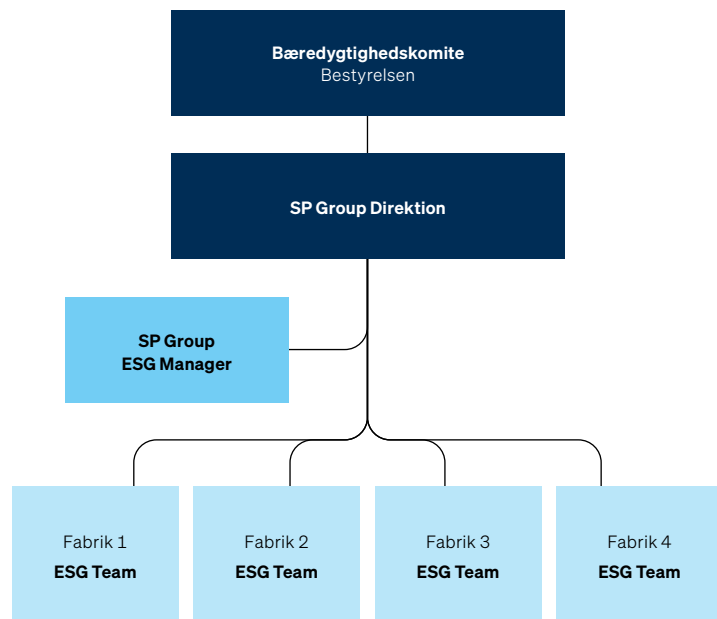 Bæredygtighedskomite
Bestyrelsen
SP Group Direktion
SP Group
ESG Manager
Fabrik 1
ESG Team
Fabrik 2
ESG Team
Fabrik 3
ESG Team
Fabrik 4
ESG Team